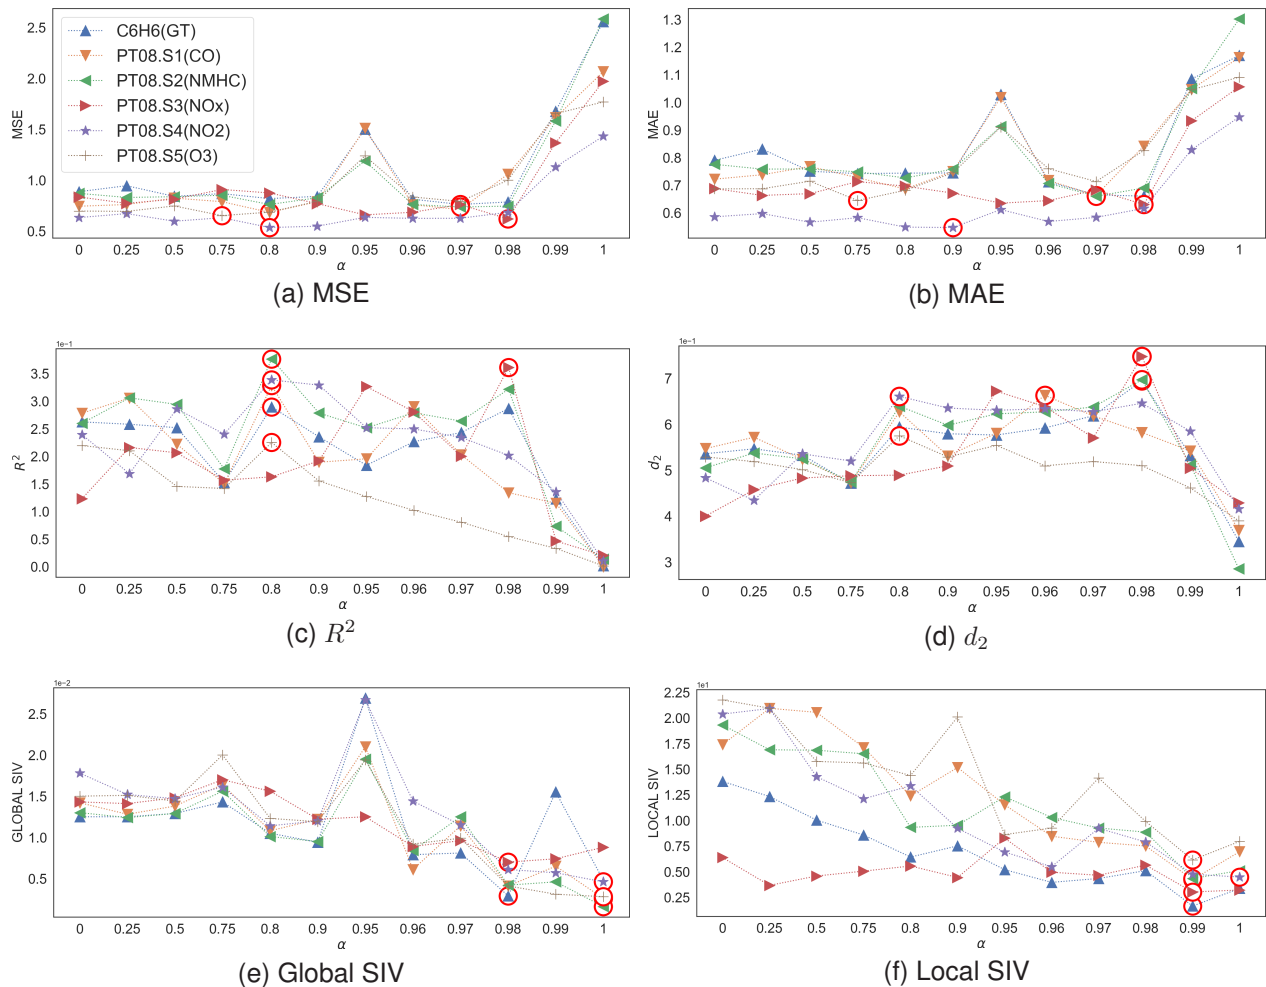 C6H6(GT)
PT08.S1(CO)
PT08.S2(NMHC)
PT08.S3(NOx)
PT08.S4(NO2)
PT08.S5(O3)
2.5
2.0
1.5
1.0
0.5
MSE
0 0.25 0.5 0.75 0.8 0.9 0.95 0.96 0.97 0.98 0.99 1
α
(a) MSE
1.3
1.2
1.1
1.0
0.9
0.8
0.7
0.6
MAE
0 0.25 0.5 0.75 0.8 0.9 0.95 0.96 0.97 0.98 0.99 1
α
(b) MAE
1e−1
3.5
3.0
2.5
2.0
1.5
1.0
0.5
0.0
R²
0 0.25 0.5 0.75 0.8 0.9 0.95 0.96 0.97 0.98 0.99 1
α
(c) R²
1e−1
7
6
5
4
3
d₂
0 0.25 0.5 0.75 0.8 0.9 0.95 0.96 0.97 0.98 0.99 1
α
(d) d₂
1e−2
2.5
2.0
1.5
1.0
0.5
GLOBAL SIV
0 0.25 0.5 0.75 0.8 0.9 0.95 0.96 0.97 0.98 0.99 1
α
(e) Global SIV
1e1
2.25
2.00
1.75
1.50
1.25
1.00
0.75
0.50
0.25
LOCAL SIV
0 0.25 0.5 0.75 0.8 0.9 0.95 0.96 0.97 0.98 0.99 1
α
(f) Local SIV